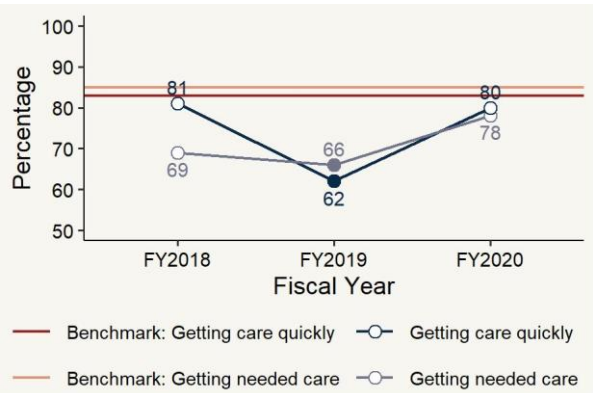 100
90
80
70
60
50
Percentage
81
80
69
66
62
78
FY2018 FY2019 FY2020
Fiscal Year
Benchmark: Getting care quickly Getting care quickly
Benchmark: Getting needed care Getting needed care